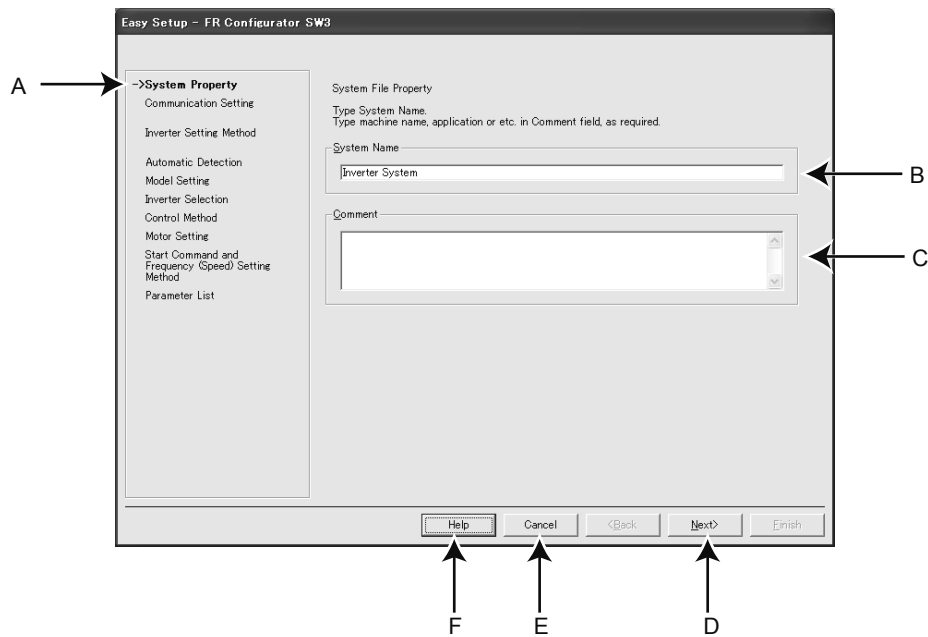 Easy Setup - FR Configurator SW3
A
->System Property
Communication Setting
Inverter Setting Method
Automatic Detection
Model Setting
Inverter Selection
Control Method
Motor Setting
Start Command and
Frequency (Speed) Setting
Method
Parameter List
System File Property
Type System Name.
Type machine name, application or etc. in Comment field, as required.
System Name
Inverter System
B
Comment
C
Help
Cancel
<Back
Next>
Finish
F
E
D